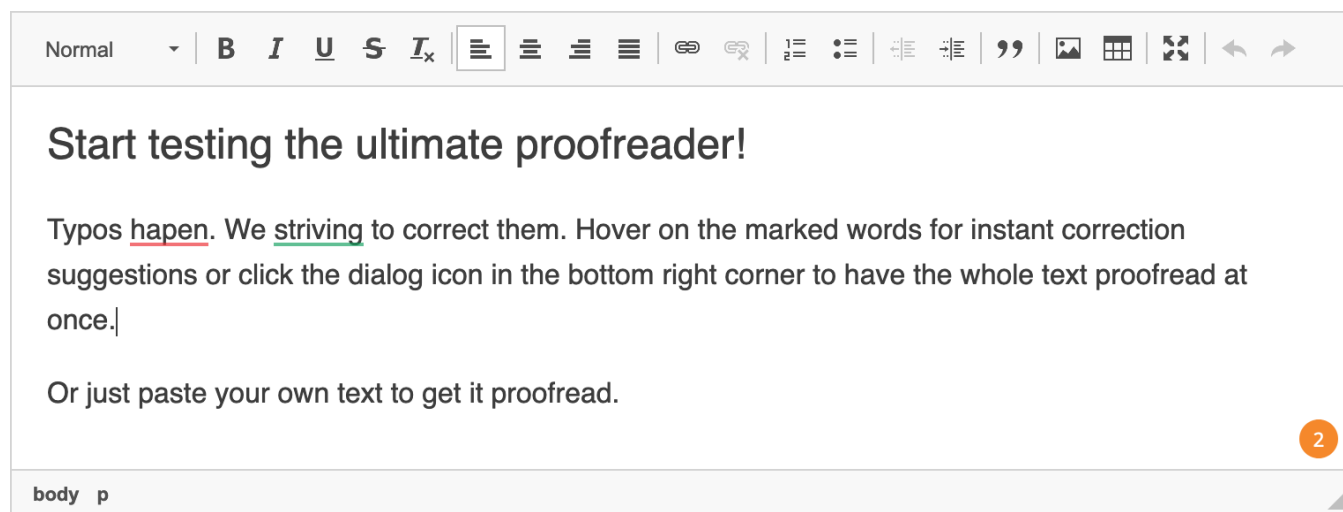 Normal
Start testing the ultimate proofreader!
Typos hapen. We striving to correct them. Hover on the marked words for instant correction
suggestions or click the dialog icon in the bottom right corner to have the whole text proofread at
once.
Or just paste your own text to get it proofread.
2
body p